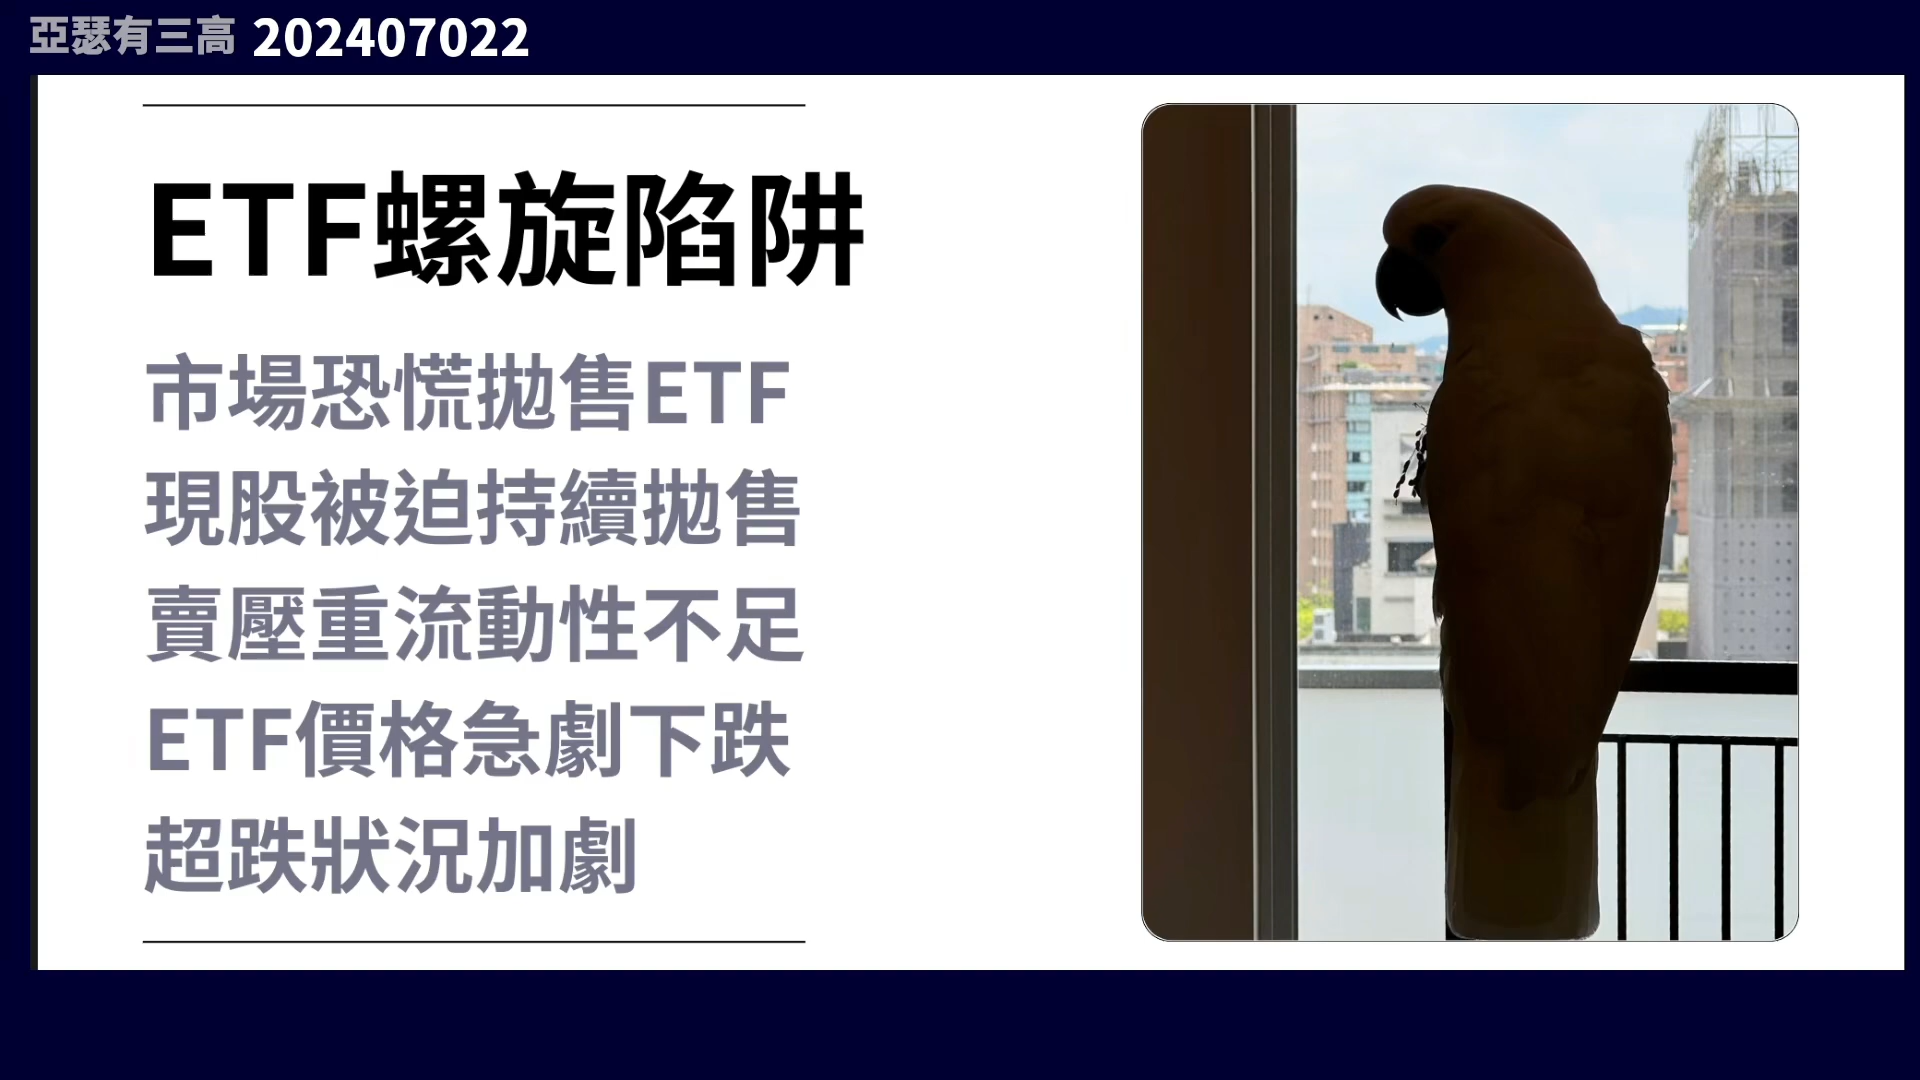 亞瑟有三高 202407022
ETF螺旋陷阱
市場恐慌拋售ETF
現股被迫持續拋售
賣壓重流動性不足
ETF價格急劇下跌
超跌狀況加劇